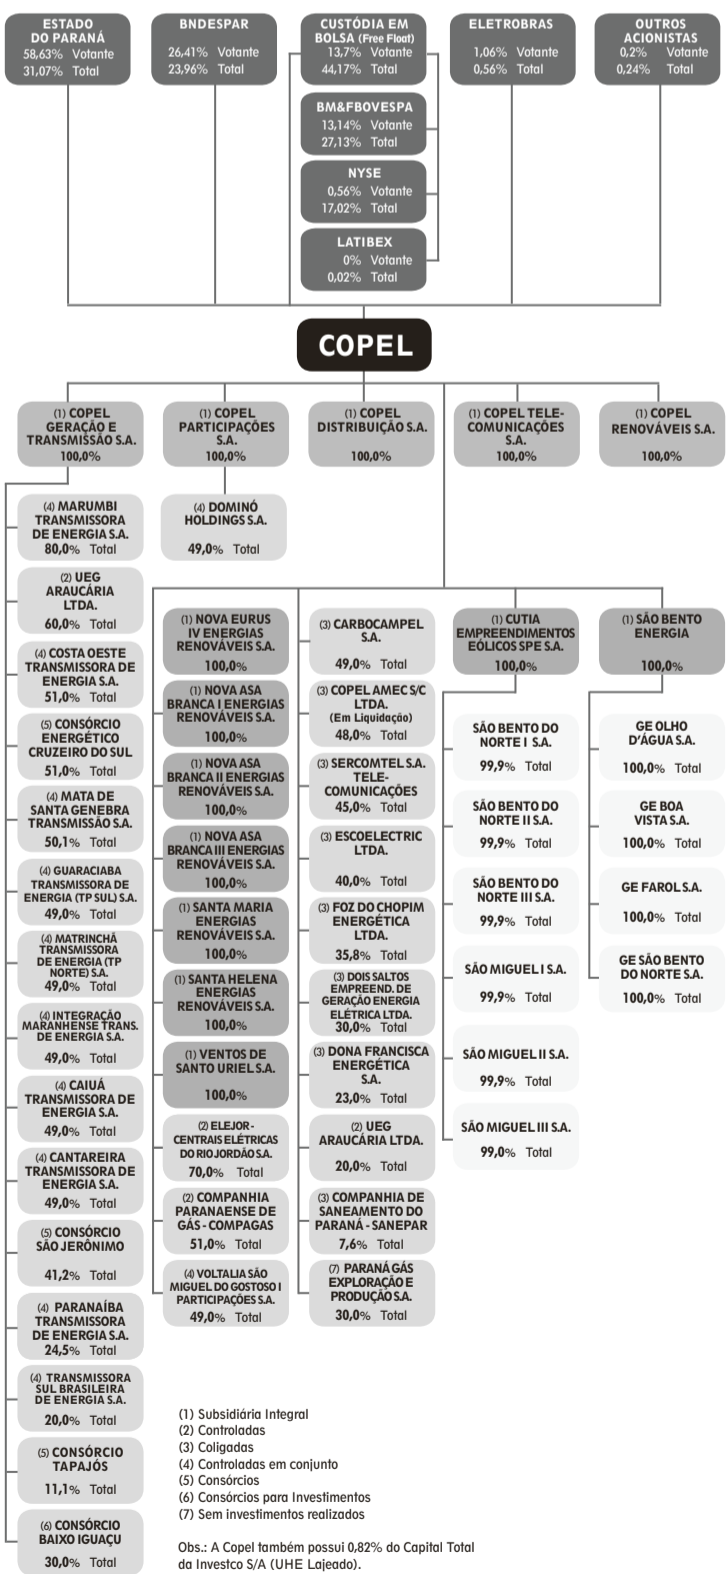 ESTADO
DO PARANÁ
58,63% Votante
31,07% Total
BNDESPAR
26,41% Votante
23,96% Total
CUSTÓDIA EM
BOLSA (Free Float)
13,7% Votante
44,17% Total
ELETROBRAS
1,06% Votante
0,56% Total
OUTROS
ACIONISTAS
0,2% Votante
0,24% Total
BM&FBOVESPA
13,14% Votante
27,13% Total
NYSE
0,56% Votante
17,02% Total
LATIBEX
0% Votante
0,02% Total
COPEL
(1) COPEL
GERAÇÃO E
TRANSMISSÃO S.A.
100,0%
(1) COPEL
PARTICIPAÇÕES
S.A.
100,0%
(1) COPEL
DISTRIBUIÇÃO S.A.
100,0%
(1) COPEL TELE-
COMUNICAÇÕES
S.A.
100,0%
(1) COPEL
RENOVÁVEIS S.A.
100,0%
(4) MARUMBI
TRANSMISSORA
DE ENERGIA S.A.
80,0% Total
(2) UEG
ARAUCÁRIA
LTDA.
60,0% Total
(4) COSTA OESTE
TRANSMISSORA DE
ENERGIA S.A.
51,0% Total
(5) CONSÓRCIO
ENERGÉTICO
CRUZEIRO DO SUL
51,0% Total
(4) MATA DE
SANTA GENEBRA
TRANSMISSÃO S.A.
50,1% Total
(4) GUARACIABA
TRANSMISSORA DE
ENERGIA (TP SUL) S.A.
49,0% Total
(4) MATRINCHÃ
TRANSMISSORA
DE ENERGIA (TP
NORTE) S.A.
49,0% Total
(4) INTEGRAÇÃO
MARANHENSE TRANS.
DE ENERGIA S.A.
49,0% Total
(4) CAIUÁ
TRANSMISSORA DE
ENERGIA S.A.
49,0% Total
(4) CANTAREIRA
TRANSMISSORA DE
ENERGIA S.A.
49,0% Total
(5) CONSÓRCIO
SÃO JERÔNIMO
41,2% Total
(4) PARANAÍBA
TRANSMISSORA
DE ENERGIA S.A.
24,5% Total
(4) TRANSMISSORA
SUL BRASILEIRA
DE ENERGIA S.A.
20,0% Total
(5) CONSÓRCIO
TAPAJÓS
11,1% Total
(6) CONSÓRCIO
BAIXO IGUAÇU
30,0% Total
(4) DOMINÓ
HOLDINGS S.A.
49,0% Total
(1) NOVA EURUS
IV ENERGIAS
RENOVÁVEIS S.A.
100,0%
(1) NOVA ASA
BRANCA I ENERGIAS
RENOVÁVEIS S.A.
100,0%
(1) NOVA ASA
BRANCA II ENERGIAS
RENOVÁVEIS S.A.
100,0%
(1) NOVA ASA
BRANCA III ENERGIAS
RENOVÁVEIS S.A.
100,0%
(1) SANTA MARIA
ENERGIAS
RENOVÁVEIS S.A.
100,0%
(1) SANTA HELENA
ENERGIAS
RENOVÁVEIS S.A.
100,0%
(1) VENTOS DE
SANTO URIEL S.A.
100,0%
(2) ELEJOR -
CENTRAIS ELÉTRICAS
DO RIO JORDÃO S.A.
70,0% Total
(2) COMPANHIA
PARANAENSE DE
GÁS - COMPAGAS
51,0% Total
(4) VOLTALIA SÃO
MIGUEL DO GOSTOSO I
PARTICIPAÇÕES S.A.
49,0% Total
(3) CARBOCAMPEL
S.A.
49,0% Total
(3) COPEL AMEC S/C
LTDA.
(Em Liquidação)
48,0% Total
(3) SERCOMTEL S.A.
TELE-
COMUNICAÇÕES
45,0% Total
(3) ESCOELECTRIC
LTDA.
40,0% Total
(3) FOZ DO CHOPIM
ENERGÉTICA
LTDA.
35,8% Total
(3) DOIS SALTOS
EMPREEND. DE
GERAÇÃO ENERGIA
ELÉTRICA LTDA.
30,0% Total
(3) DONA FRANCISCA
ENERGÉTICA
S.A.
23,0% Total
(2) UEG
ARAUCÁRIA LTDA.
20,0% Total
(3) COMPANHIA DE
SANEAMENTO DO
PARANÁ - SANEPAR
7,6% Total
(7) PARANÁ GÁS
EXPLORAÇÃO E
PRODUÇÃO S.A.
30,0% Total
(1) CUTIA
EMPREENDIMENTOS
EÓLICOS SPE S.A.
100,0%
SÃO BENTO DO
NORTE I S.A.
99,9% Total
SÃO BENTO DO
NORTE II S.A.
99,9% Total
SÃO BENTO DO
NORTE III S.A.
99,9% Total
SÃO MIGUEL I S.A.
99,9% Total
SÃO MIGUEL II S.A.
99,9% Total
SÃO MIGUEL III S.A.
99,0% Total
(1) SÃO BENTO
ENERGIA
100,0%
GE OLHO
D'ÁGUA S.A.
100,0% Total
GE BOA
VISTA S.A.
100,0% Total
GE FAROL S.A.
100,0% Total
GE SÃO BENTO
DO NORTE S.A.
100,0% Total
(1) Subsidiária Integral
(2) Controladas
(3) Coligadas
(4) Controladas em conjunto
(5) Consórcios
(6) Consórcios para Investimentos
(7) Sem investimentos realizados
Obs.: A Copel também possui 0,82% do Capital Total
da Investco S/A (UHE Lajeado).